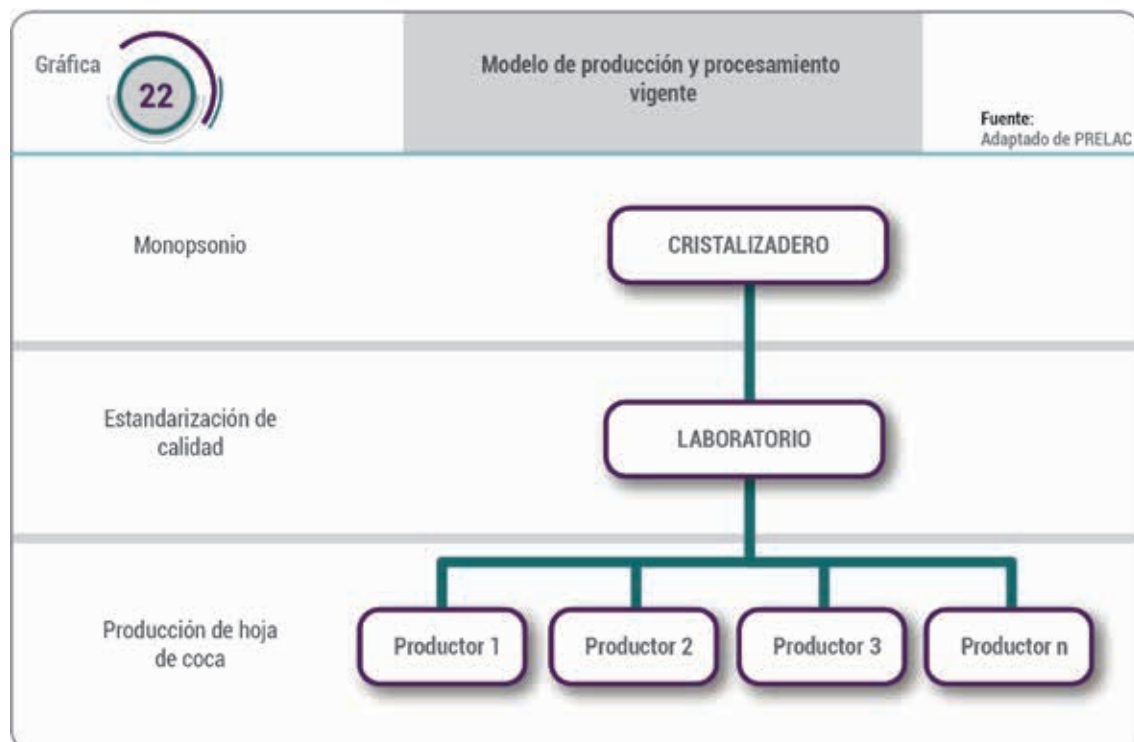 Gráfica
22
Modelo de producción y procesamiento
vigente
Fuente:
Adaptado de PRELAC
Monopsonio
CRISTALIZADERO
Estandarización de
calidad
LABORATORIO
Producción de hoja
de coca
Productor 1
Productor 2
Productor 3
Productor n